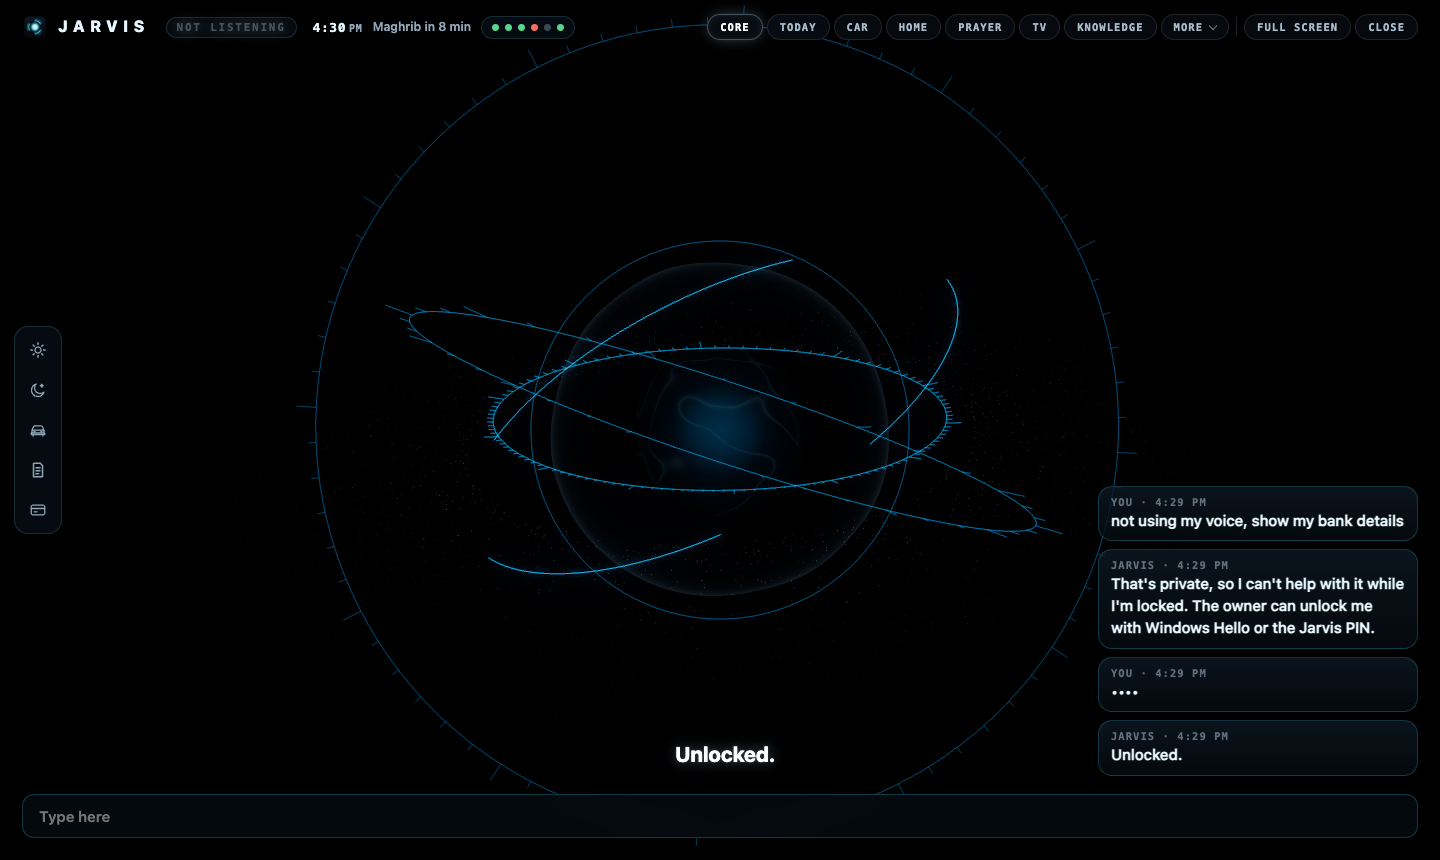 JARVIS
NOT LISTENING
4:30 PM
Maghrib in 8 min
CORE
TODAY
CAR
HOME
PRAYER
TV
KNOWLEDGE
MORE
FULL SCREEN
CLOSE
YOU · 4:29 PM
not using my voice, show my bank details
JARVIS · 4:29 PM
That's private, so I can't help with it while
I'm locked. The owner can unlock me
with Windows Hello or the Jarvis PIN.
YOU · 4:29 PM
••••
JARVIS · 4:29 PM
Unlocked.
Unlocked.
Type here